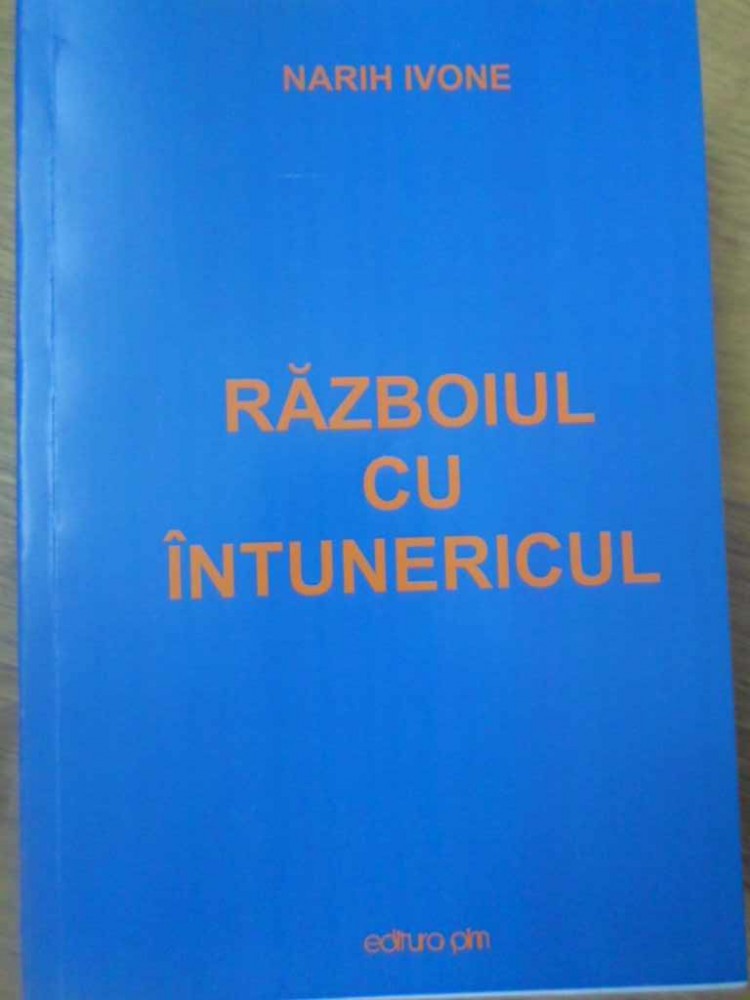 NARIH IVONE
RĂZBOIUL
CU
ÎNTUNERICUL
editura pim